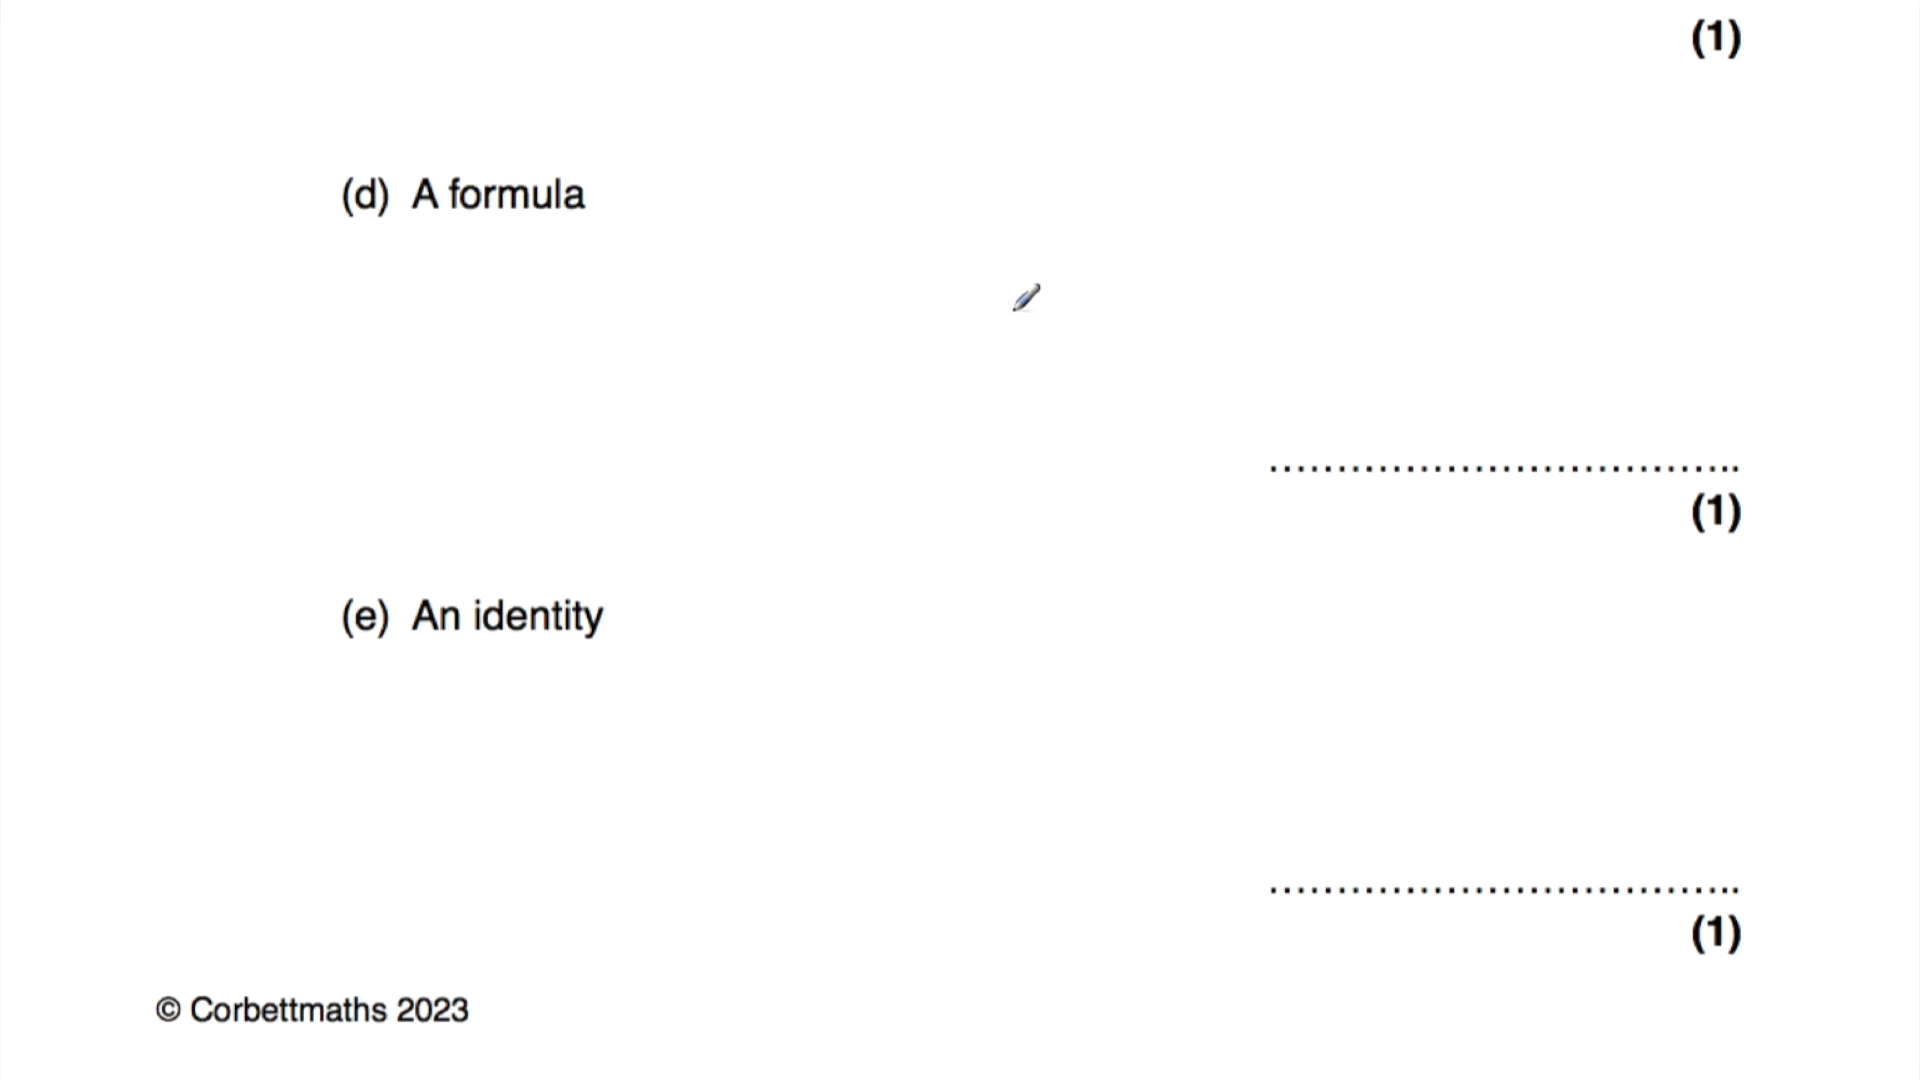 (1)
(d) A formula
.......................................
(1)
(e) An identity
.......................................
(1)
© Corbettmaths 2023